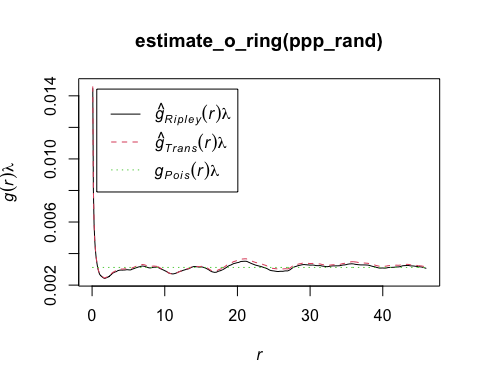 estimate_o_ring(ppp_rand)
g(r)λ
0.014
0.010
0.006
0.002
ĝRipley(r)λ
ĝTrans(r)λ
gPois(r)λ
0 10 20 30 40
r